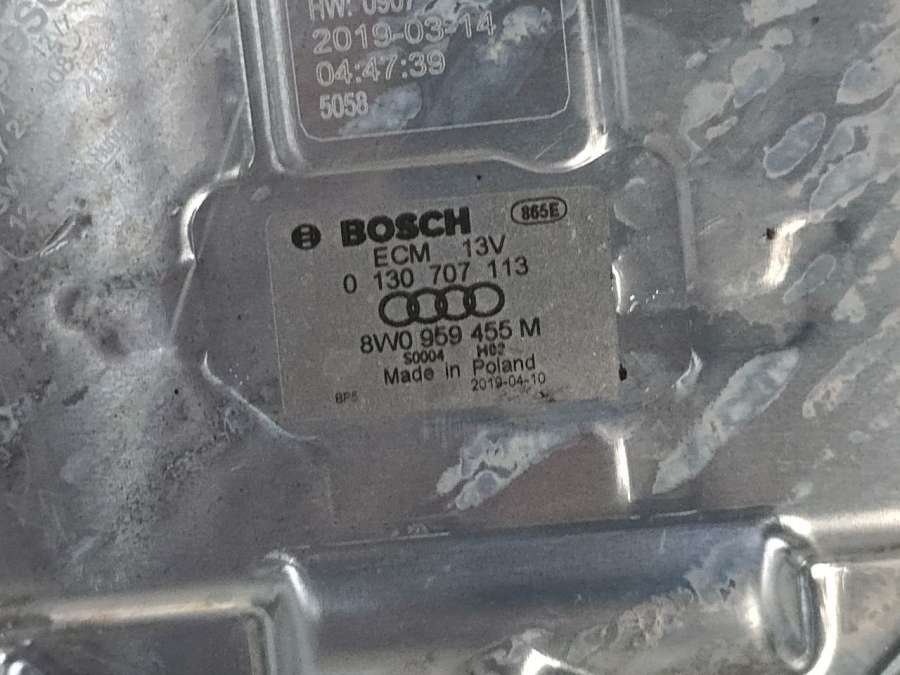 HW: 0907
2019-03-14
04:47:39
5058
BOSCH 865E
ECM 13V
0 130 707 113
8W0 959 455 M
S0004 H02
Made in Poland
2019-04-10
BP5